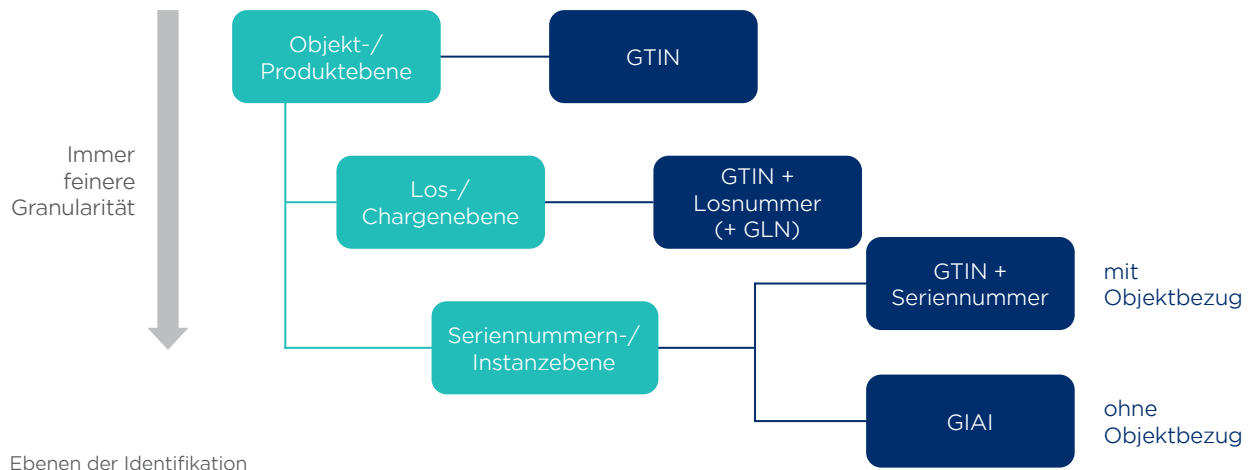 Objekt-/
Produktebene
GTIN
Immer
feinere
Granularität
Los-/
Chargenebene
GTIN +
Losnummer
(+ GLN)
Seriennummern-/
Instanzebene
GTIN +
Seriennummer
mit
Objektbezug
GIAI
ohne
Objektbezug
Ebenen der Identifikation